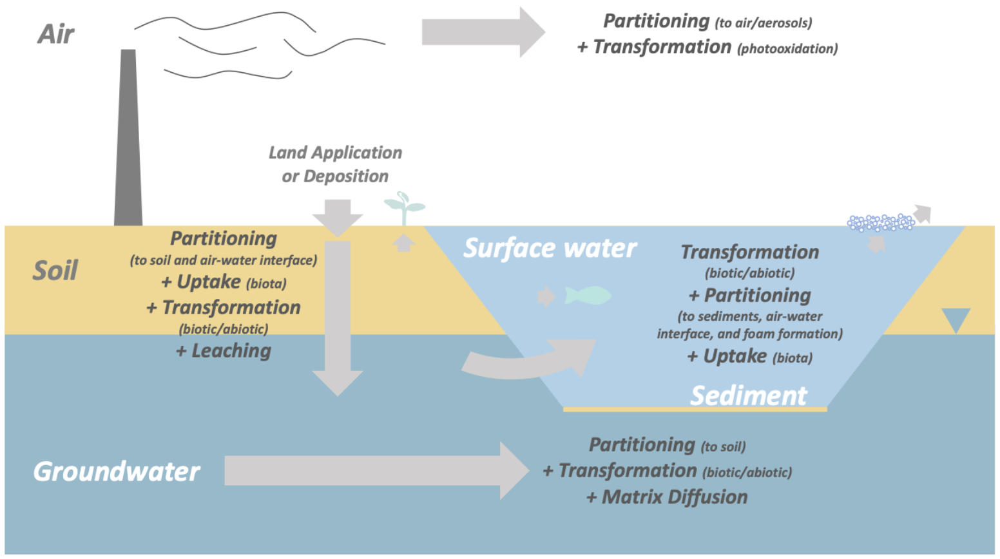 Air
Partitioning (to air/aerosols)
+ Transformation (photooxidation)
Land Application
or Deposition
Soil
Partitioning
(to soil and air-water interface)
+ Uptake (biota)
+ Transformation
(biotic/abiotic)
+ Leaching
Surface water
Transformation
(biotic/abiotic)
+ Partitioning
(to sediments, air-water
interface, and foam formation)
+ Uptake (biota)
Sediment
Groundwater
Partitioning (to soil)
+ Transformation (biotic/abiotic)
+ Matrix Diffusion